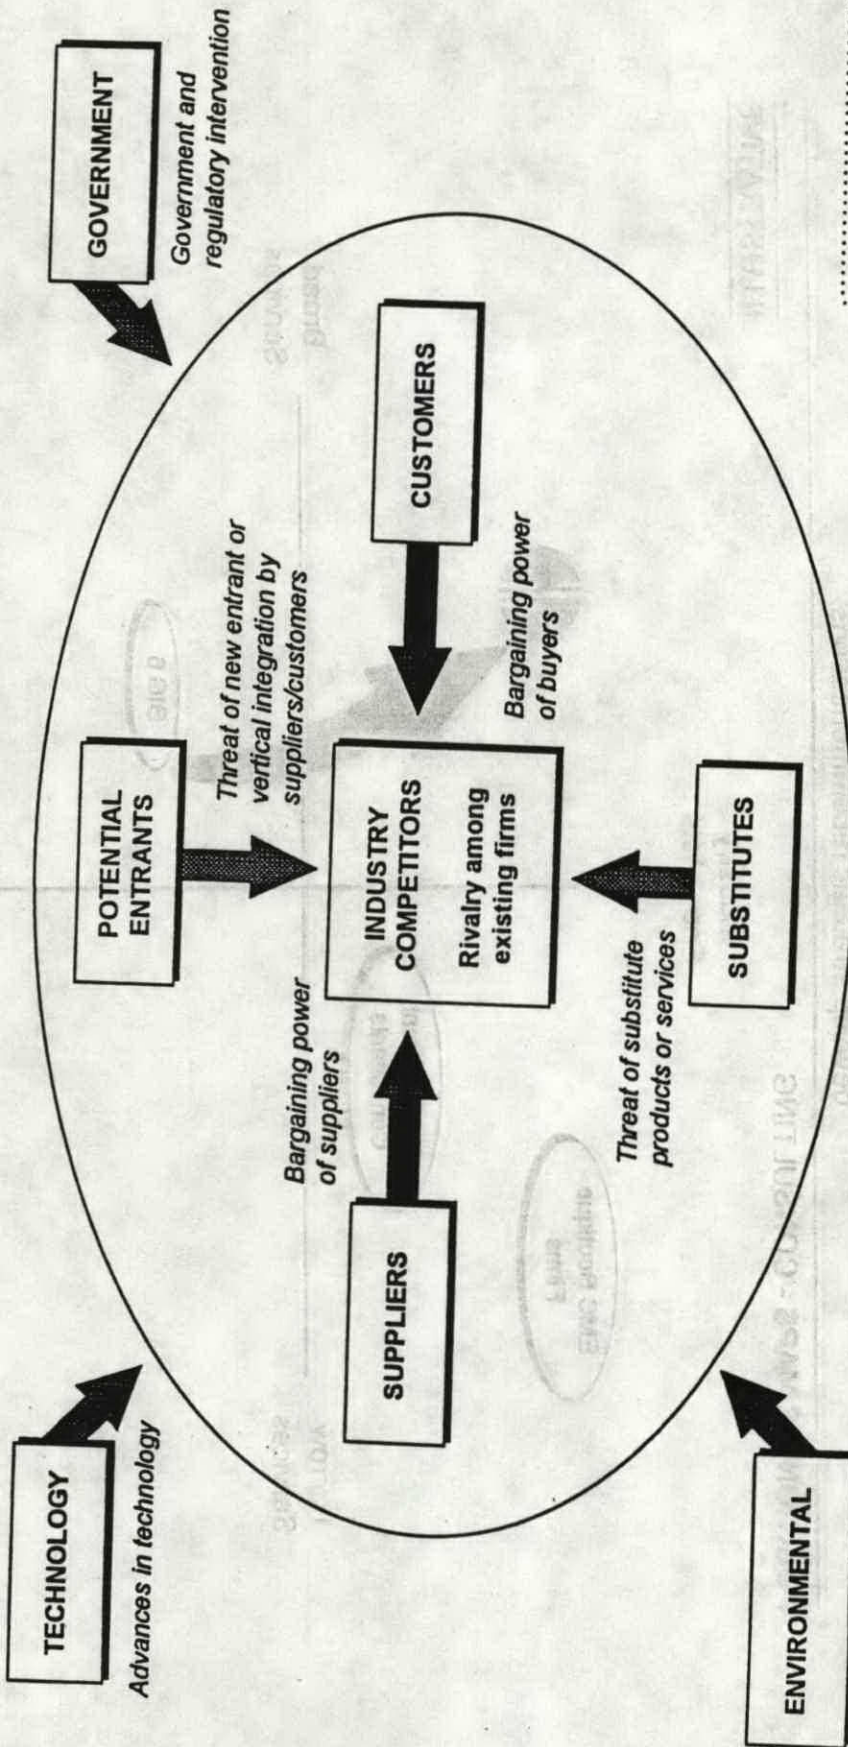 TECHNOLOGY
Advances in technology
GOVERNMENT
Government and
regulatory intervention
POTENTIAL
ENTRANTS
Threat of new entrant or
vertical integration by
suppliers/customers
Bargaining power
of suppliers
SUPPLIERS
INDUSTRY
COMPETITORS
Rivalry among
existing firms
CUSTOMERS
Bargaining power
of buyers
Threat of substitute
products or services
SUBSTITUTES
ENVIRONMENTAL